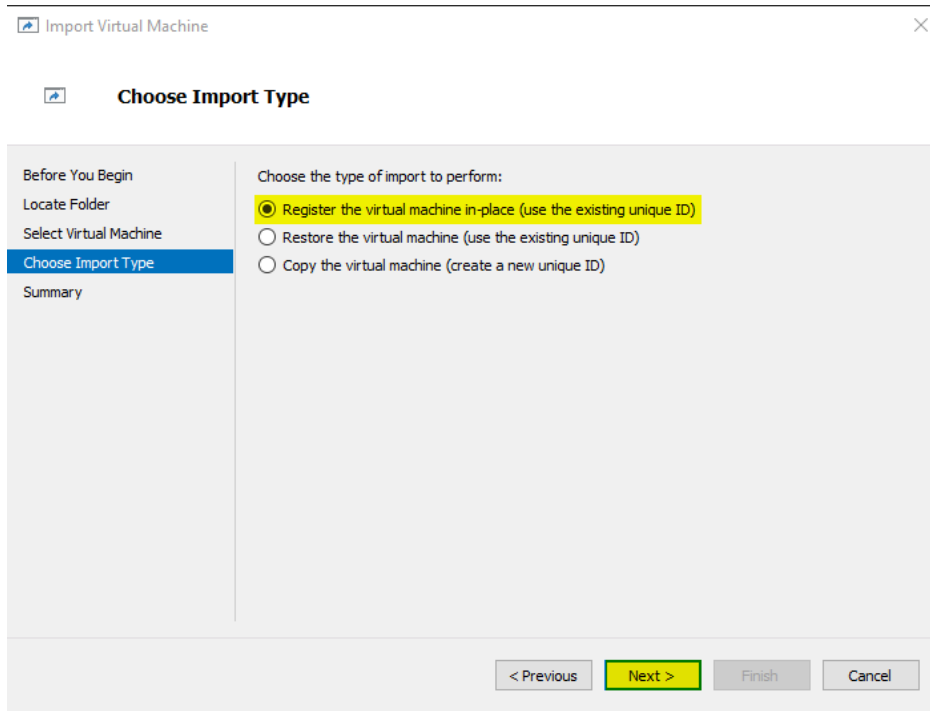 Import Virtual Machine
Choose Import Type
Before You Begin
Locate Folder
Select Virtual Machine
Choose Import Type
Summary
Choose the type of import to perform:
Register the virtual machine in-place (use the existing unique ID)
Restore the virtual machine (use the existing unique ID)
Copy the virtual machine (create a new unique ID)
< Previous
Next >
Finish
Cancel